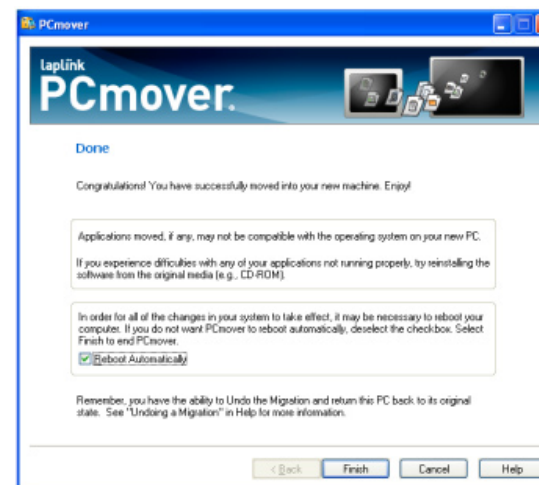 PCmover
laplink
PCmover.
Done
Congratulations! You have successfully moved into your new machine. Enjoy!
Applications moved, if any, may not be compatible with the operating system on your new PC.
If you experience difficulties with any of your applications not running properly, try reinstalling the
software from the original media (e.g., CD-ROM).
In order for all of the changes in your system to take effect, it may be necessary to reboot your
computer. If you do not want PCmover to reboot automatically, deselect the checkbox. Select
Finish to end PCmover.
Reboot Automatically
Remember, you have the ability to Undo the Migration and return this PC back to its original
state. See "Undoing a Migration" in Help for more information.
< Back Finish Cancel Help